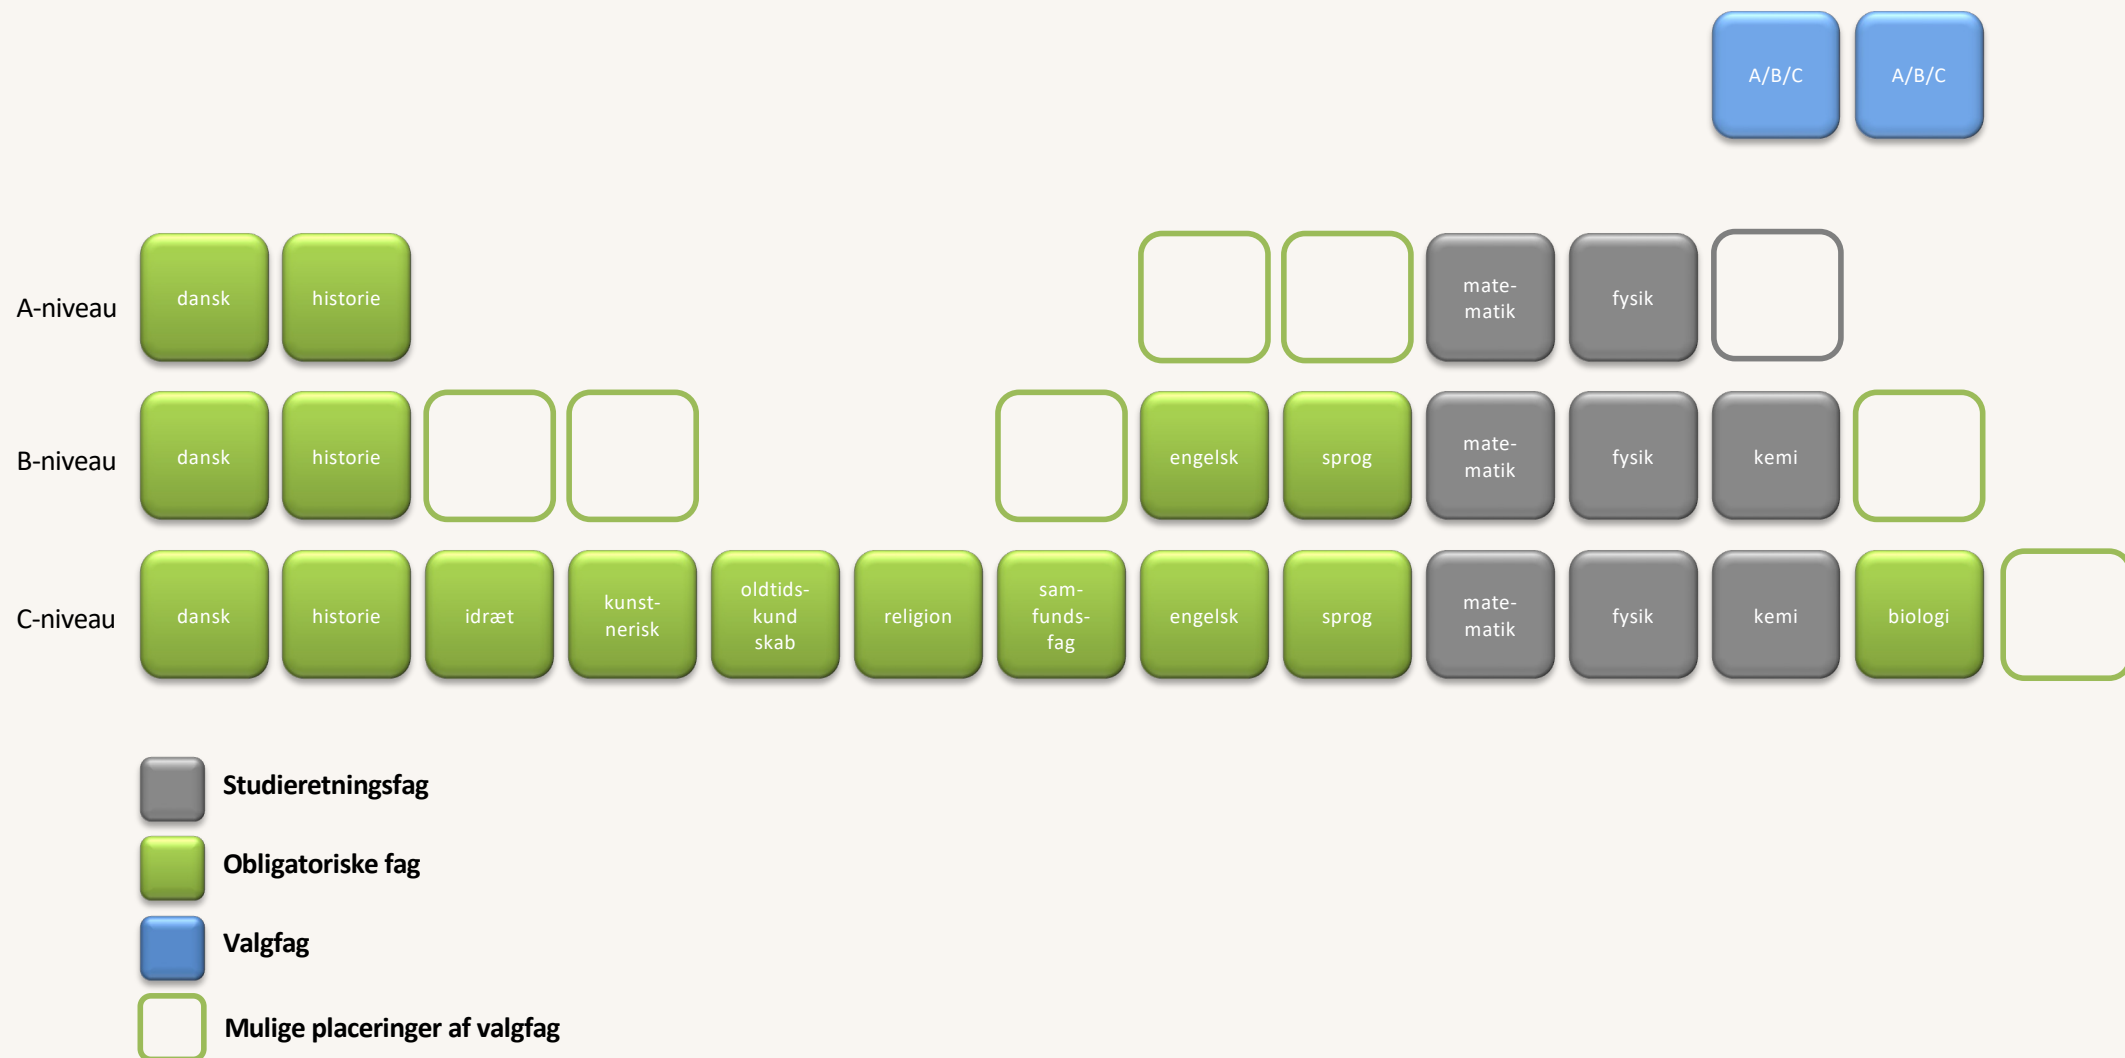 A/B/C
A/B/C
A-niveau
dansk
historie
mate-
matik
fysik
B-niveau
dansk
historie
engelsk
sprog
mate-
matik
fysik
kemi
C-niveau
dansk
historie
idræt
kunst-
nerisk
oldtids-
kund
skab
religion
sam-
funds-
fag
engelsk
sprog
mate-
matik
fysik
kemi
biologi
Studieretningsfag
Obligatoriske fag
Valgfag
Mulige placeringer af valgfag